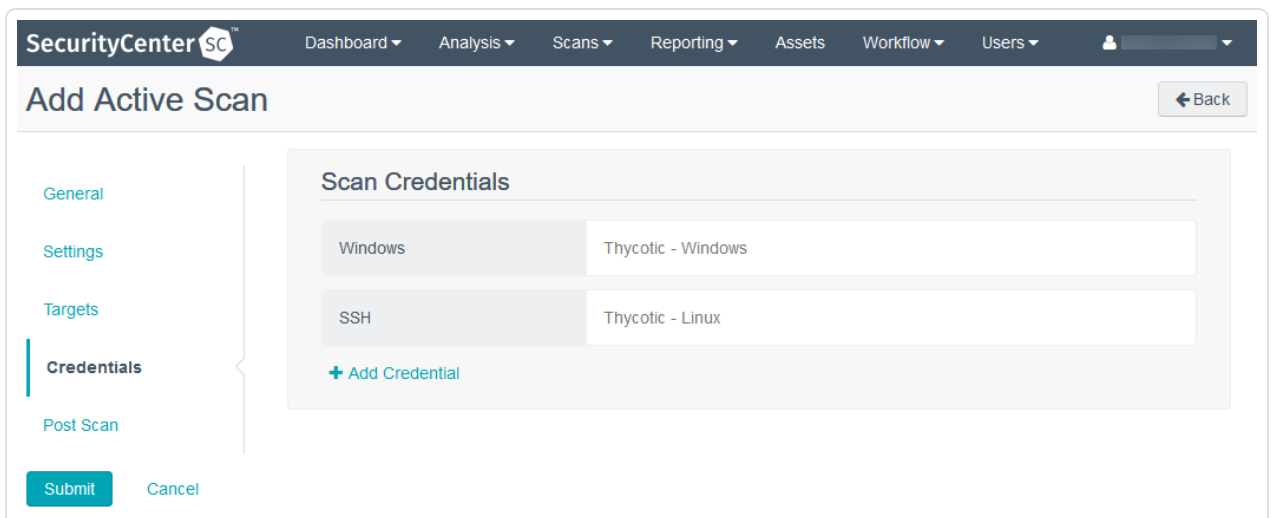 SecurityCenter SC™ Dashboard Analysis Scans Reporting Assets Workflow Users
Add Active Scan Back
General
Settings
Targets
Credentials
Post Scan
Scan Credentials
Windows Thycotic - Windows
SSH Thycotic - Linux
+ Add Credential
Submit Cancel